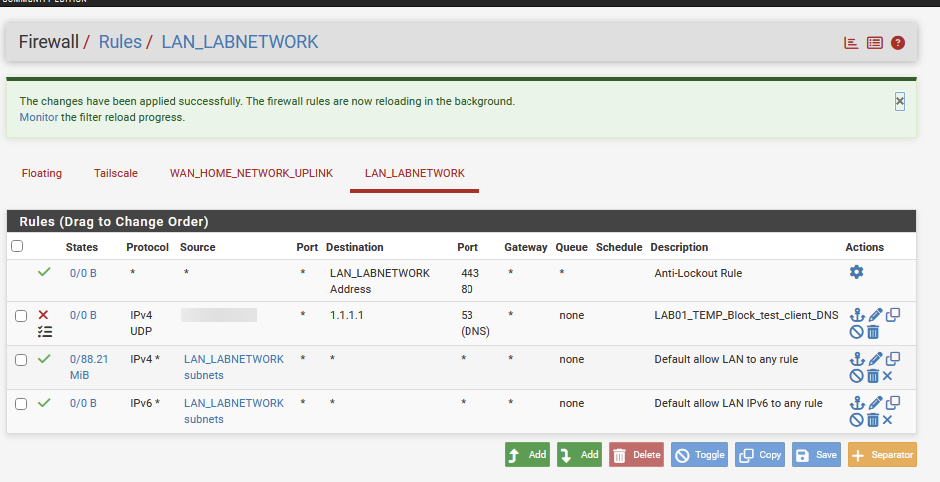 COMMUNITY EDITION
Firewall / Rules / LAN_LABNETWORK
The changes have been applied successfully. The firewall rules are now reloading in the background.
Monitor the filter reload progress.
Floating Tailscale WAN_HOME_NETWORK_UPLINK LAN_LABNETWORK
Rules (Drag to Change Order)
States Protocol Source Port Destination Port Gateway Queue Schedule Description Actions
0/0 B * * * LAN_LABNETWORK 443 * * Anti-Lockout Rule
Address 80
0/0 B IPv4 * 1.1.1.1 53 * none LAB01_TEMP_Block_test_client_DNS
UDP (DNS)
0/88.21 IPv4 * LAN_LABNETWORK * * * * none Default allow LAN to any rule
MiB subnets
0/0 B IPv6 * LAN_LABNETWORK * * * * none Default allow LAN IPv6 to any rule
subnets
Add Add Delete Toggle Copy Save Separator